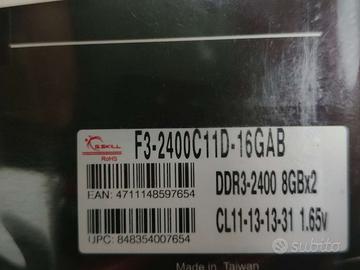 G.SKILL
RoHS
F3-2400C11D-16GAB
DDR3-2400 8GBx2
EAN: 4711148597654
CL11-13-13-31 1.65v
UPC: 848354007654
Made in Taiwan
subito